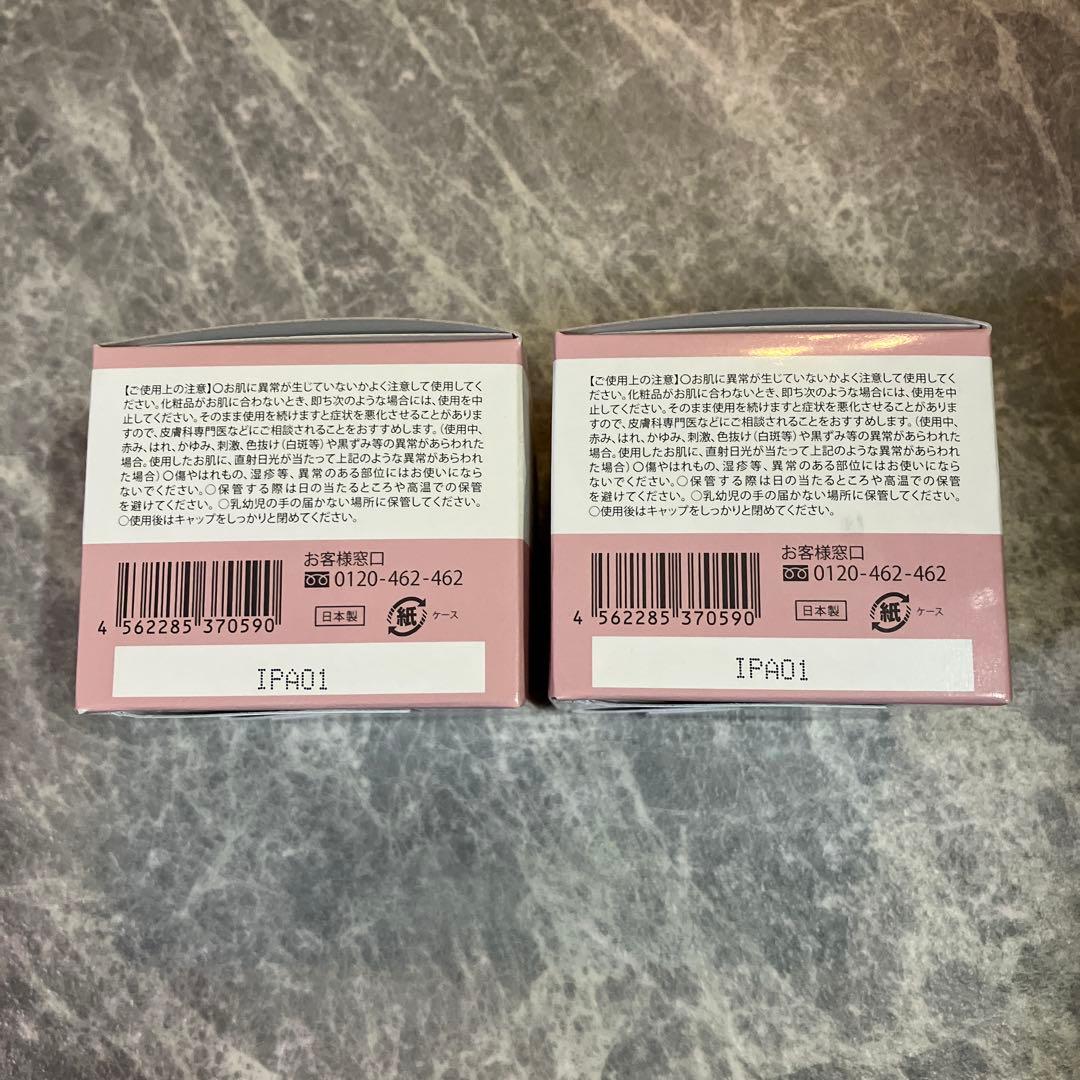 【ご使用上の注意】○お肌に異常が生じていないかよく注意して使用してく
ださい。化粧品がお肌に合わないとき、即ち次のような場合には、使用を中
止してください。そのまま使用を続けますと症状を悪化させることがありま
すので、皮膚科専門医などにご相談されることをおすすめします。（使用中、
赤み、はれ、かゆみ、刺激、色抜け（白斑等）や黒ずみ等の異常があらわれた
場合。使用したお肌に、直射日光が当たって上記のような異常があらわれ
た場合）○傷やはれもの、湿疹等、異常のある部位にはお使いにな
らないでください。○保管する際は日の当たるところや高温での保管
を避けてください。○乳幼児の手の届かない場所に保管してください。
○使用後はキャップをしっかりと閉めてください。
お客様窓口
0120-462-462
日本製 紙 ケース
4 562285 370590
IPA01
【ご使用上の注意】○お肌に異常が生じていないかよく注意して使用してく
ださい。化粧品がお肌に合わないとき、即ち次のような場合には、使用を中
止してください。そのまま使用を続けますと症状を悪化させることがありま
すので、皮膚科専門医などにご相談されることをおすすめします。（使用中、
赤み、はれ、かゆみ、刺激、色抜け（白斑等）や黒ずみ等の異常があらわれた
場合。使用したお肌に、直射日光が当たって上記のような異常があらわれ
た場合）○傷やはれもの、湿疹等、異常のある部位にはお使いになら
ないでください。○保管する際は日の当たるところや高温での保管
を避けてください。○乳幼児の手の届かない場所に保管してください。
○使用後はキャップをしっかりと閉めてください。
お客様窓口
0120-462-462
日本製 紙 ケース
4 562285 370590
IPA01